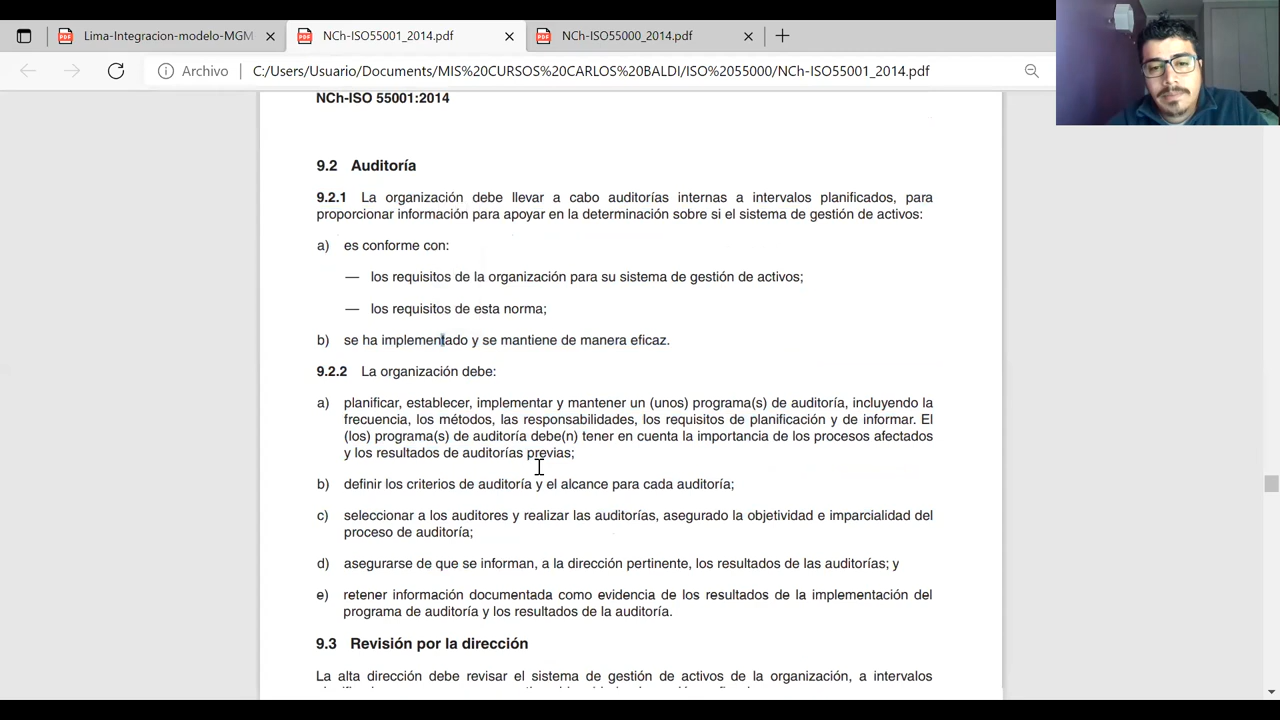 Lima-Integracion-modelo-MGM
NCh-ISO55001_2014.pdf
NCh-ISO55000_2014.pdf
Archivo
C:/Users/Usuario/Documents/MIS%20CURSOS%20CARLOS%20BALDI/ISO%2055000/NCh-ISO55001_2014.pdf
NCh-ISO 55001:2014
9.2 Auditoría
9.2.1 La organización debe llevar a cabo auditorías internas a intervalos planificados, para
proporcionar información para apoyar en la determinación sobre si el sistema de gestión de activos:
a) es conforme con:
— los requisitos de la organización para su sistema de gestión de activos;
— los requisitos de esta norma;
b) se ha implementado y se mantiene de manera eficaz.
9.2.2 La organización debe:
a) planificar, establecer, implementar y mantener un (unos) programa(s) de auditoría, incluyendo la
frecuencia, los métodos, las responsabilidades, los requisitos de planificación y de informar. El
(los) programa(s) de auditoría debe(n) tener en cuenta la importancia de los procesos afectados
y los resultados de auditorías previas;
b) definir los criterios de auditoría y el alcance para cada auditoría;
c) seleccionar a los auditores y realizar las auditorías, asegurado la objetividad e imparcialidad del
proceso de auditoría;
d) asegurarse de que se informan, a la dirección pertinente, los resultados de las auditorías; y
e) retener información documentada como evidencia de los resultados de la implementación del
programa de auditoría y los resultados de la auditoría.
9.3 Revisión por la dirección
La alta dirección debe revisar el sistema de gestión de activos de la organización, a intervalos